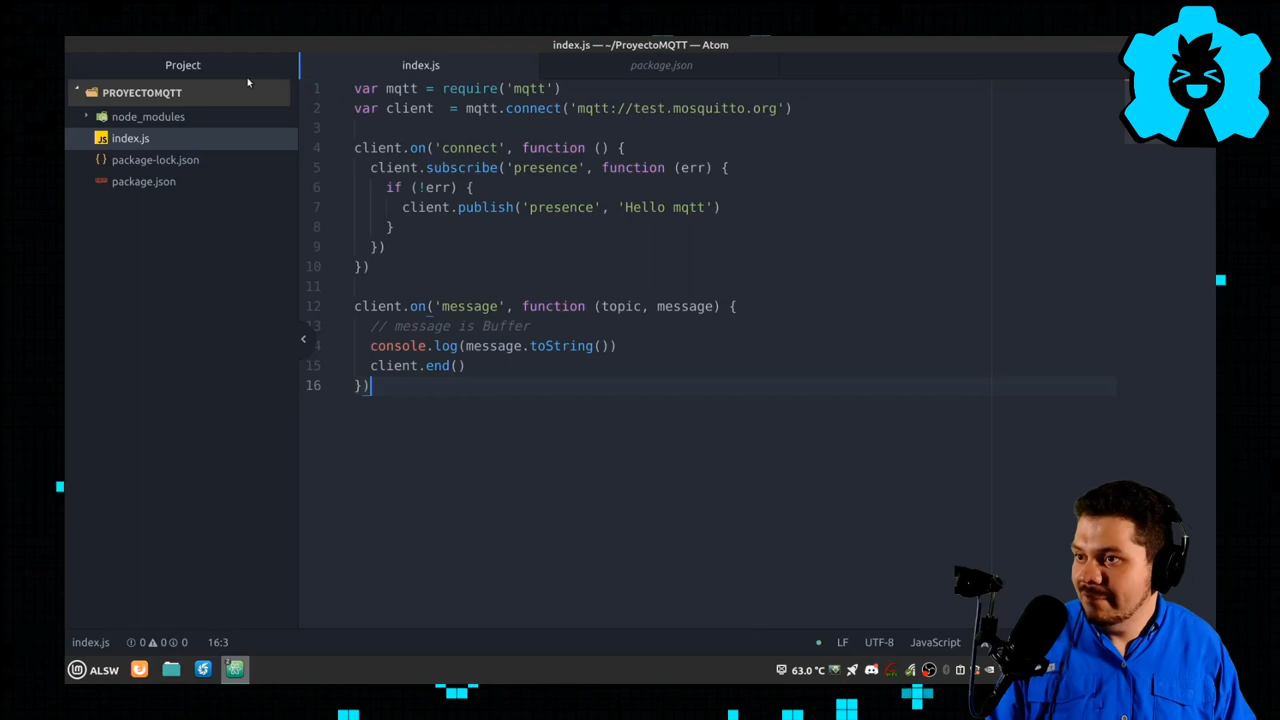 index.js — ~/ProyectoMQTT — Atom
Project
index.js
package.json
PROYECTOMQTT
node_modules
index.js
package-lock.json
package.json
1 var mqtt = require('mqtt')
2 var client  = mqtt.connect('mqtt://test.mosquitto.org')
3
4 client.on('connect', function () {
5   client.subscribe('presence', function (err) {
6     if (!err) {
7       client.publish('presence', 'Hello mqtt')
8     }
9   })
10 })
11
12 client.on('message', function (topic, message) {
13   // message is Buffer
4   console.log(message.toString())
15   client.end()
16 })
index.js 0 0 0 16:3 LF UTF-8 JavaScript
ALSW 63.0 °C